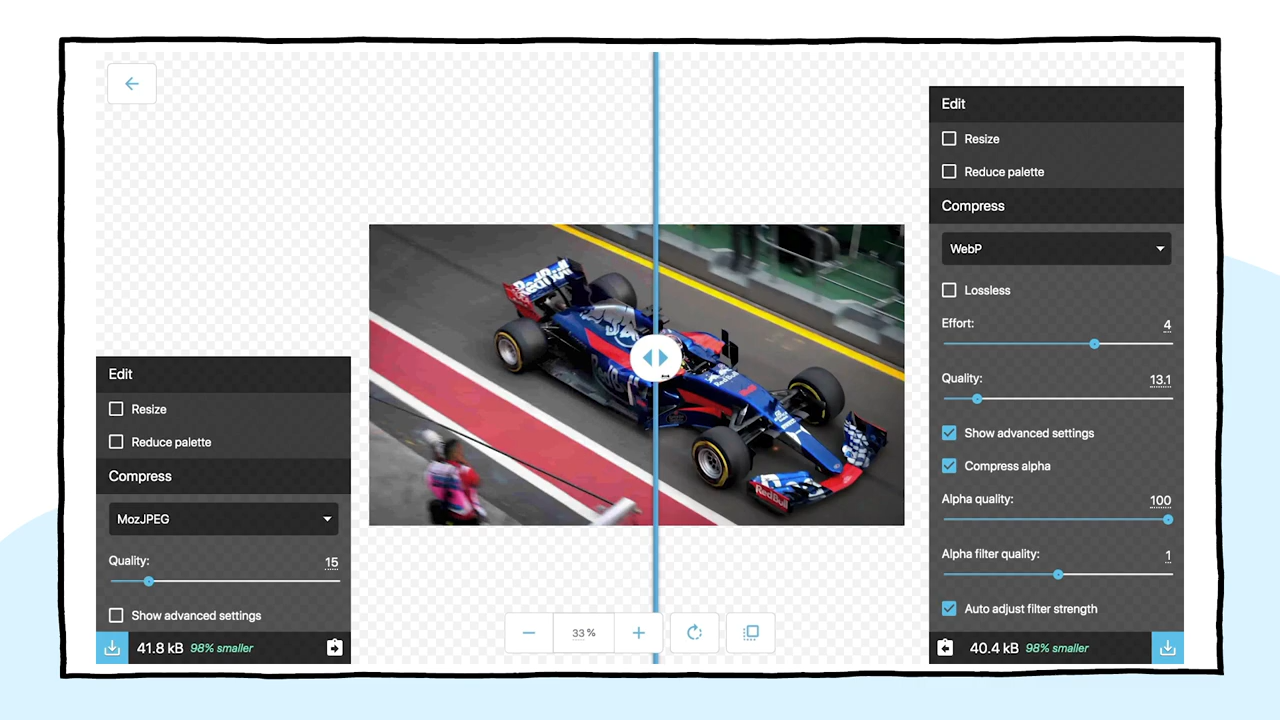 Edit
Resize
Reduce palette
Compress
MozJPEG
Quality: 15
Show advanced settings
41.8 kB 98% smaller
RedBull
RedBull
33 %
Edit
Resize
Reduce palette
Compress
WebP
Lossless
Effort: 4
Quality: 13.1
Show advanced settings
Compress alpha
Alpha quality: 100
Alpha filter quality: 1
Auto adjust filter strength
40.4 kB 98% smaller